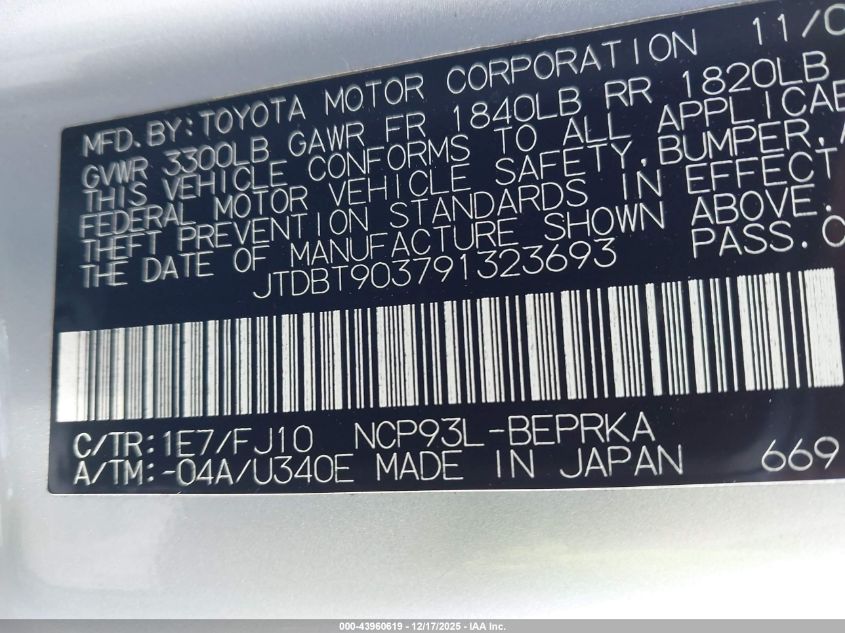 MFD. BY: TOYOTA MOTOR CORPORATION 11/0
GVWR 3300LB GAWR FR 1840LB RR 1820LB
THIS VEHICLE CONFORMS TO ALL APPLICAB
FEDERAL MOTOR VEHICLE SAFETY, BUMPER, A
THEFT PREVENTION STANDARDS IN EFFECT
THE DATE OF MANUFACTURE SHOWN ABOVE.
JTDBT903791323693 PASS. C
C/TR: 1E7/FJ10 NCP93L-BEPRKA
A/TM: -04A/U340E MADE IN JAPAN 669
000-43960619 - 12/17/2025 - IAA Inc.